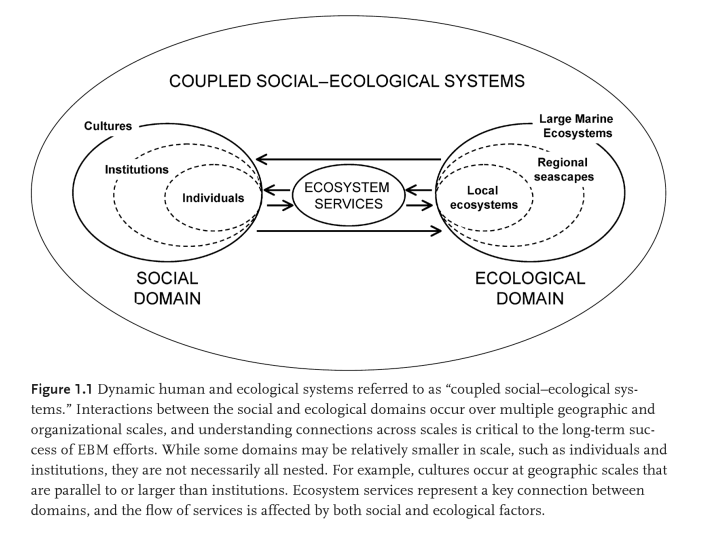 COUPLED SOCIAL–ECOLOGICAL SYSTEMS
Cultures
Institutions
Individuals
SOCIAL
DOMAIN
ECOSYSTEM
SERVICES
Large Marine
Ecosystems
Regional
seascapes
Local
ecosystems
ECOLOGICAL
DOMAIN
Figure 1.1 Dynamic human and ecological systems referred to as “coupled social–ecological sys-
tems.” Interactions between the social and ecological domains occur over multiple geographic and
organizational scales, and understanding connections across scales is critical to the long-term suc-
cess of EBM efforts. While some domains may be relatively smaller in scale, such as individuals and
institutions, they are not necessarily all nested. For example, cultures occur at geographic scales that
are parallel to or larger than institutions. Ecosystem services represent a key connection between
domains, and the flow of services is affected by both social and ecological factors.